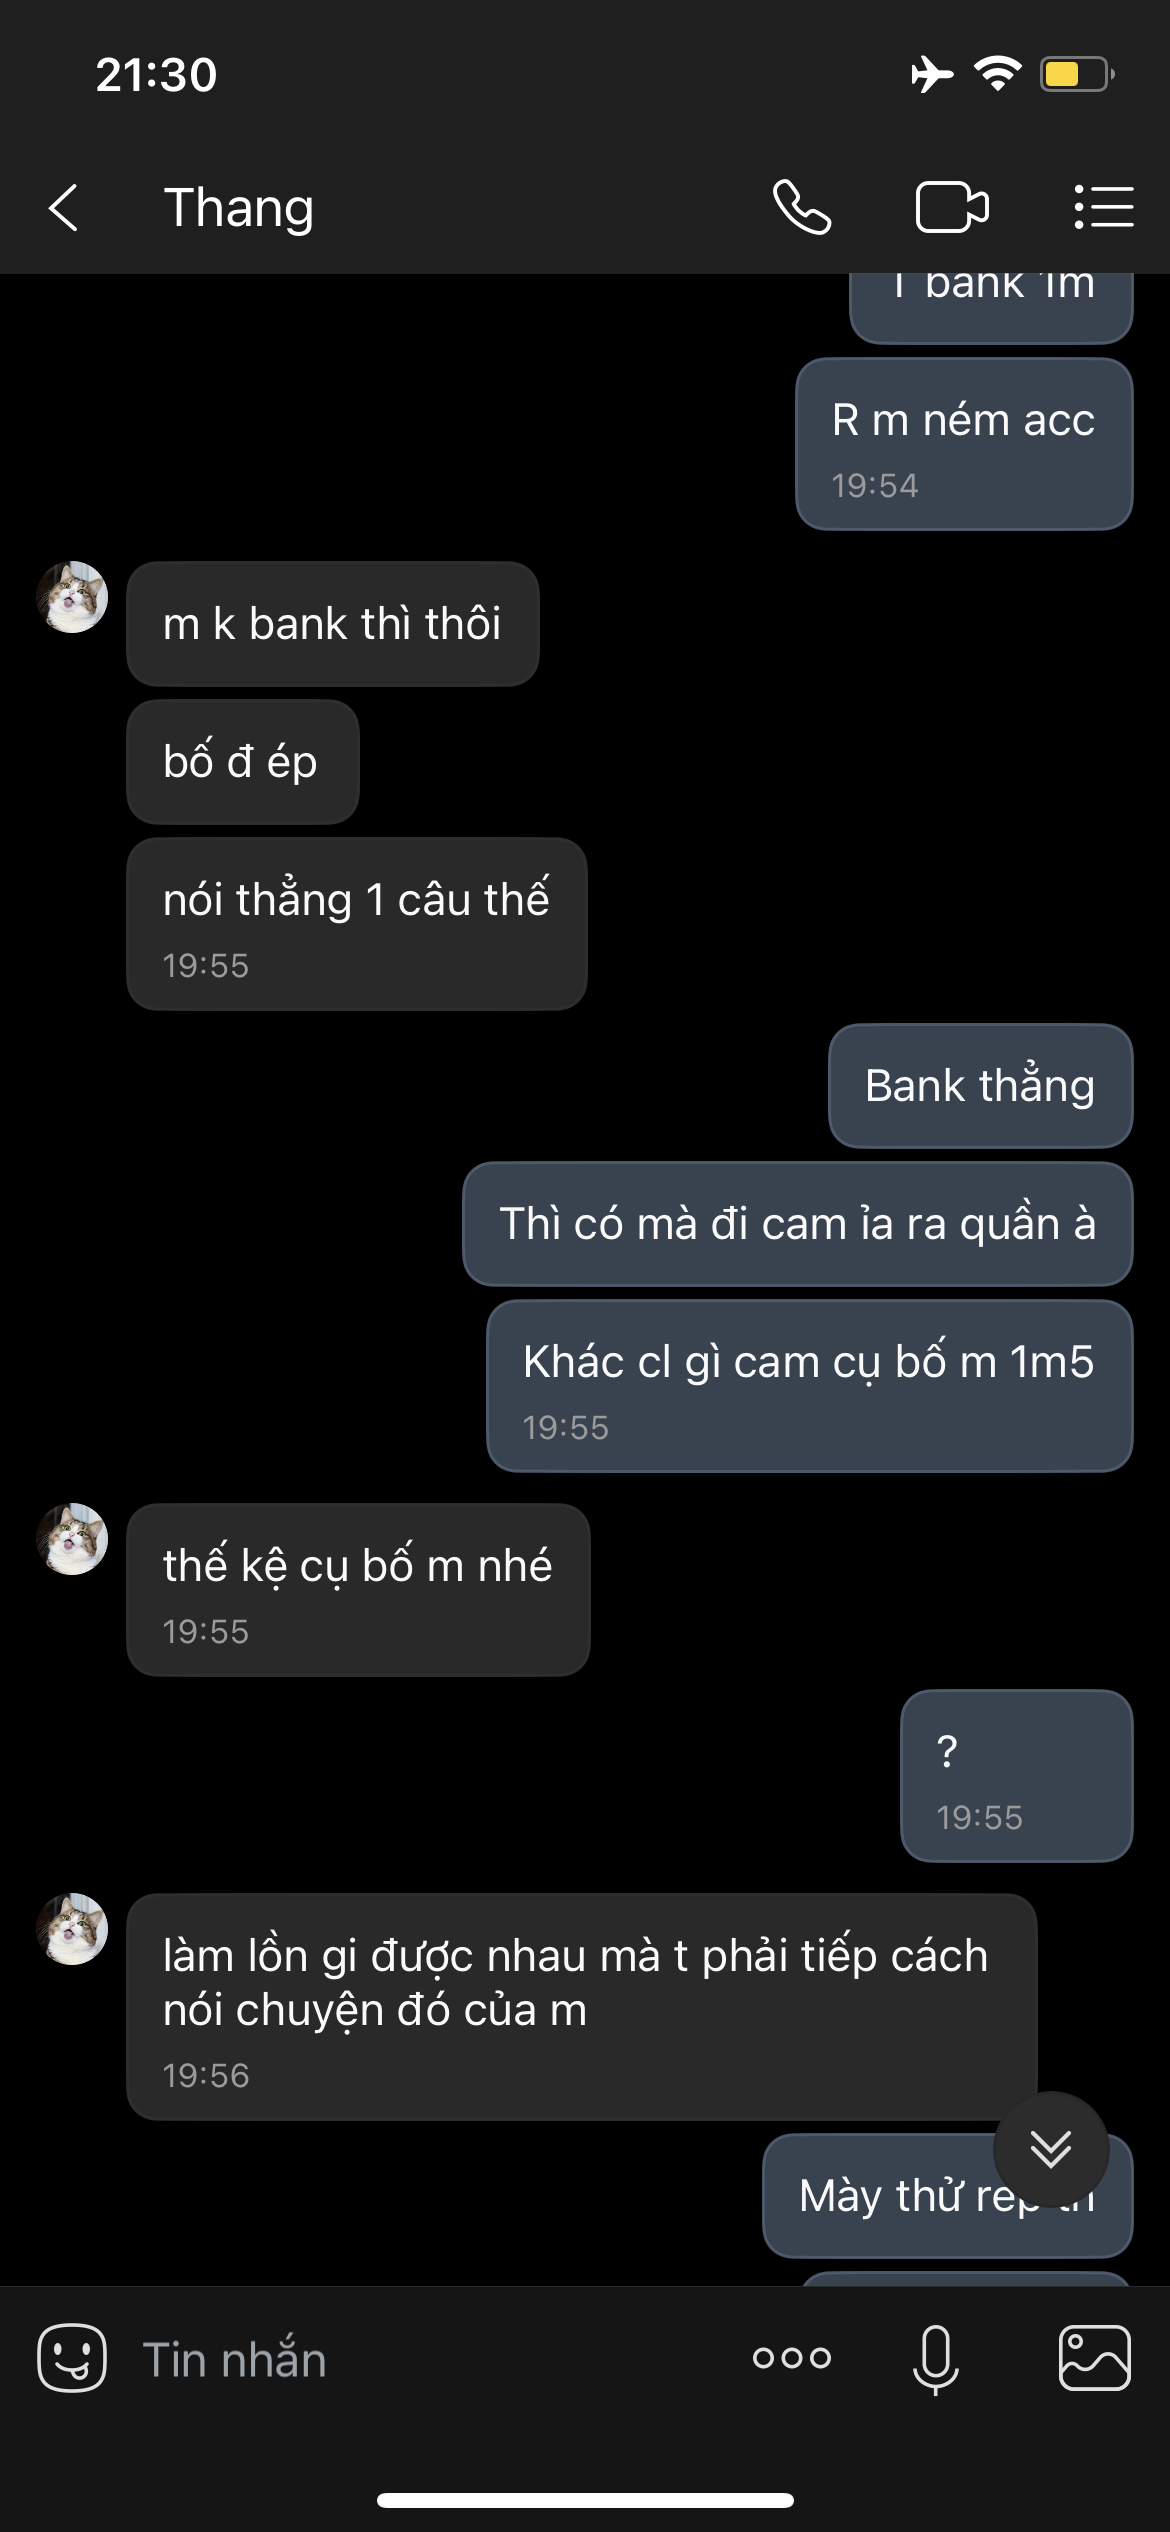 21:30
Thang
T bank 1m
R m ném acc
19:54
m k bank thì thôi
bố đ ép
nói thẳng 1 câu thế
19:55
Bank thẳng
Thì có mà đi cam ỉa ra quần à
Khác cl gì cam cụ bố m 1m5
19:55
thế kệ cụ bố m nhé
19:55
?
19:55
làm lồn gi được nhau mà t phải tiếp cách
nói chuyện đó của m
19:56
Mày thử rep
Tin nhắn